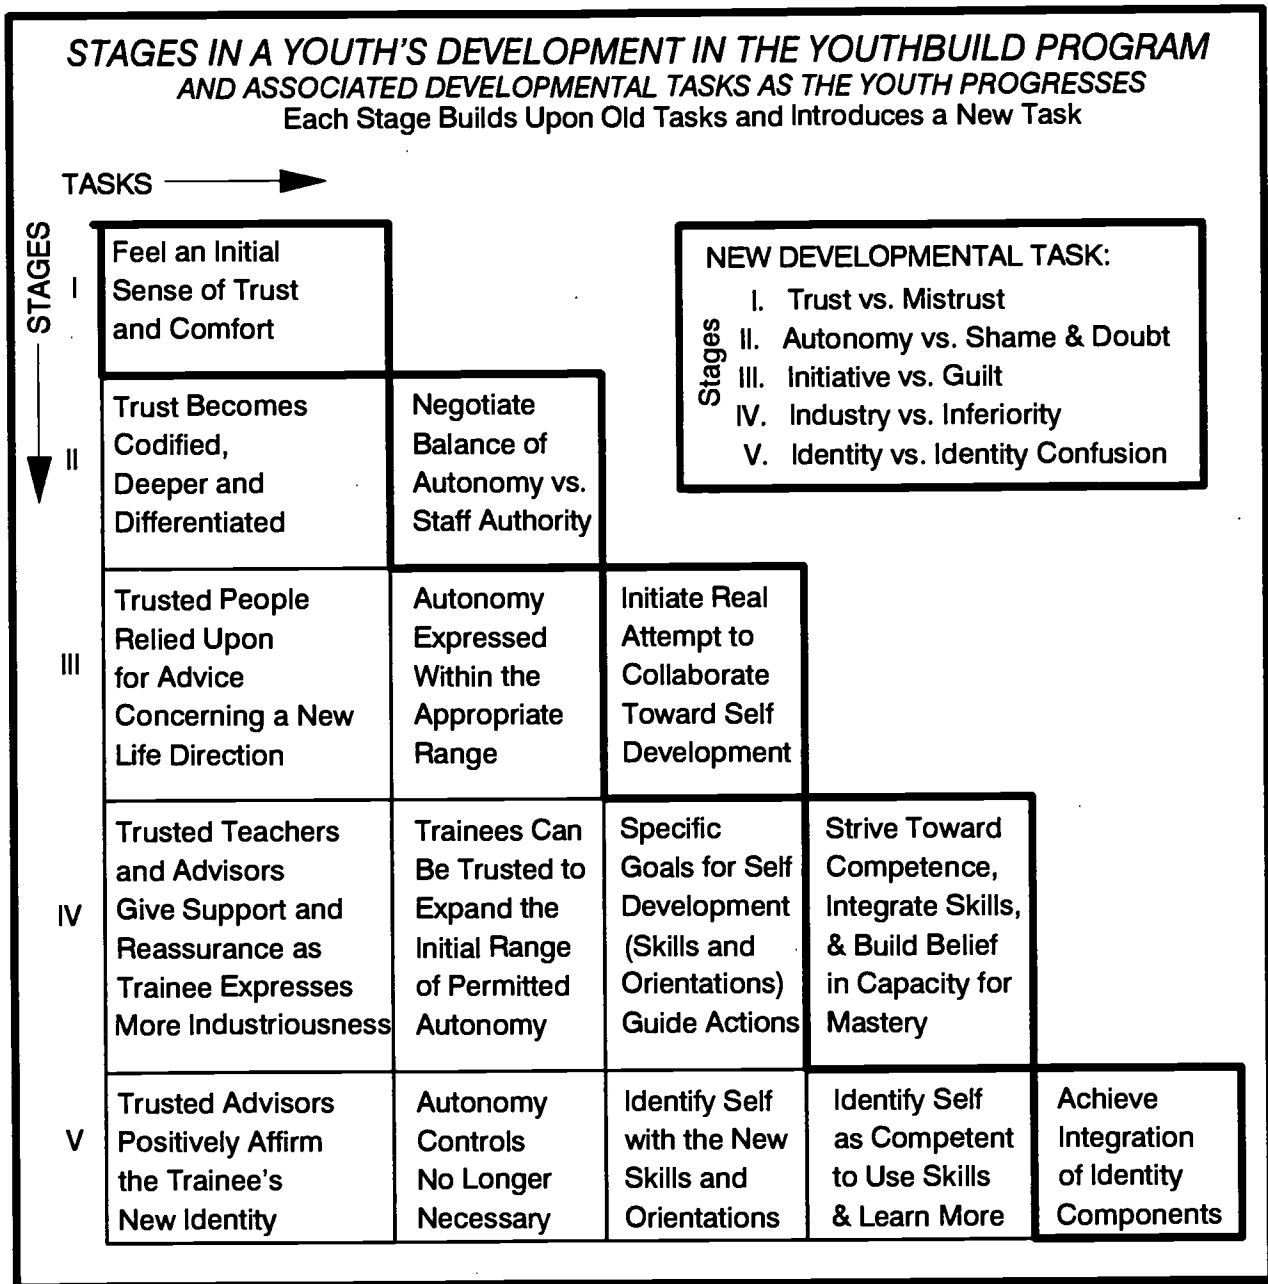 STAGES IN A YOUTH'S DEVELOPMENT IN THE YOUTHBUILD PROGRAM
AND ASSOCIATED DEVELOPMENTAL TASKS AS THE YOUTH PROGRESSES
Each Stage Builds Upon Old Tasks and Introduces a New Task
TASKS
STAGES
I
Feel an Initial
Sense of Trust
and Comfort
NEW DEVELOPMENTAL TASK:
Stages
I. Trust vs. Mistrust
II. Autonomy vs. Shame & Doubt
III. Initiative vs. Guilt
IV. Industry vs. Inferiority
V. Identity vs. Identity Confusion
II
Trust Becomes
Codified,
Deeper and
Differentiated
Negotiate
Balance of
Autonomy vs.
Staff Authority
III
Trusted People
Relied Upon
for Advice
Concerning a New
Life Direction
Autonomy
Expressed
Within the
Appropriate
Range
Initiate Real
Attempt to
Collaborate
Toward Self
Development
IV
Trusted Teachers
and Advisors
Give Support and
Reassurance as
Trainee Expresses
More Industriousness
Trainees Can
Be Trusted to
Expand the
Initial Range
of Permitted
Autonomy
Specific
Goals for Self
Development
(Skills and
Orientations)
Guide Actions
Strive Toward
Competence,
Integrate Skills,
& Build Belief
in Capacity for
Mastery
V
Trusted Advisors
Positively Affirm
the Trainee's
New Identity
Autonomy
Controls
No Longer
Necessary
Identify Self
with the New
Skills and
Orientations
Identify Self
as Competent
to Use Skills
& Learn More
Achieve
Integration
of Identity
Components